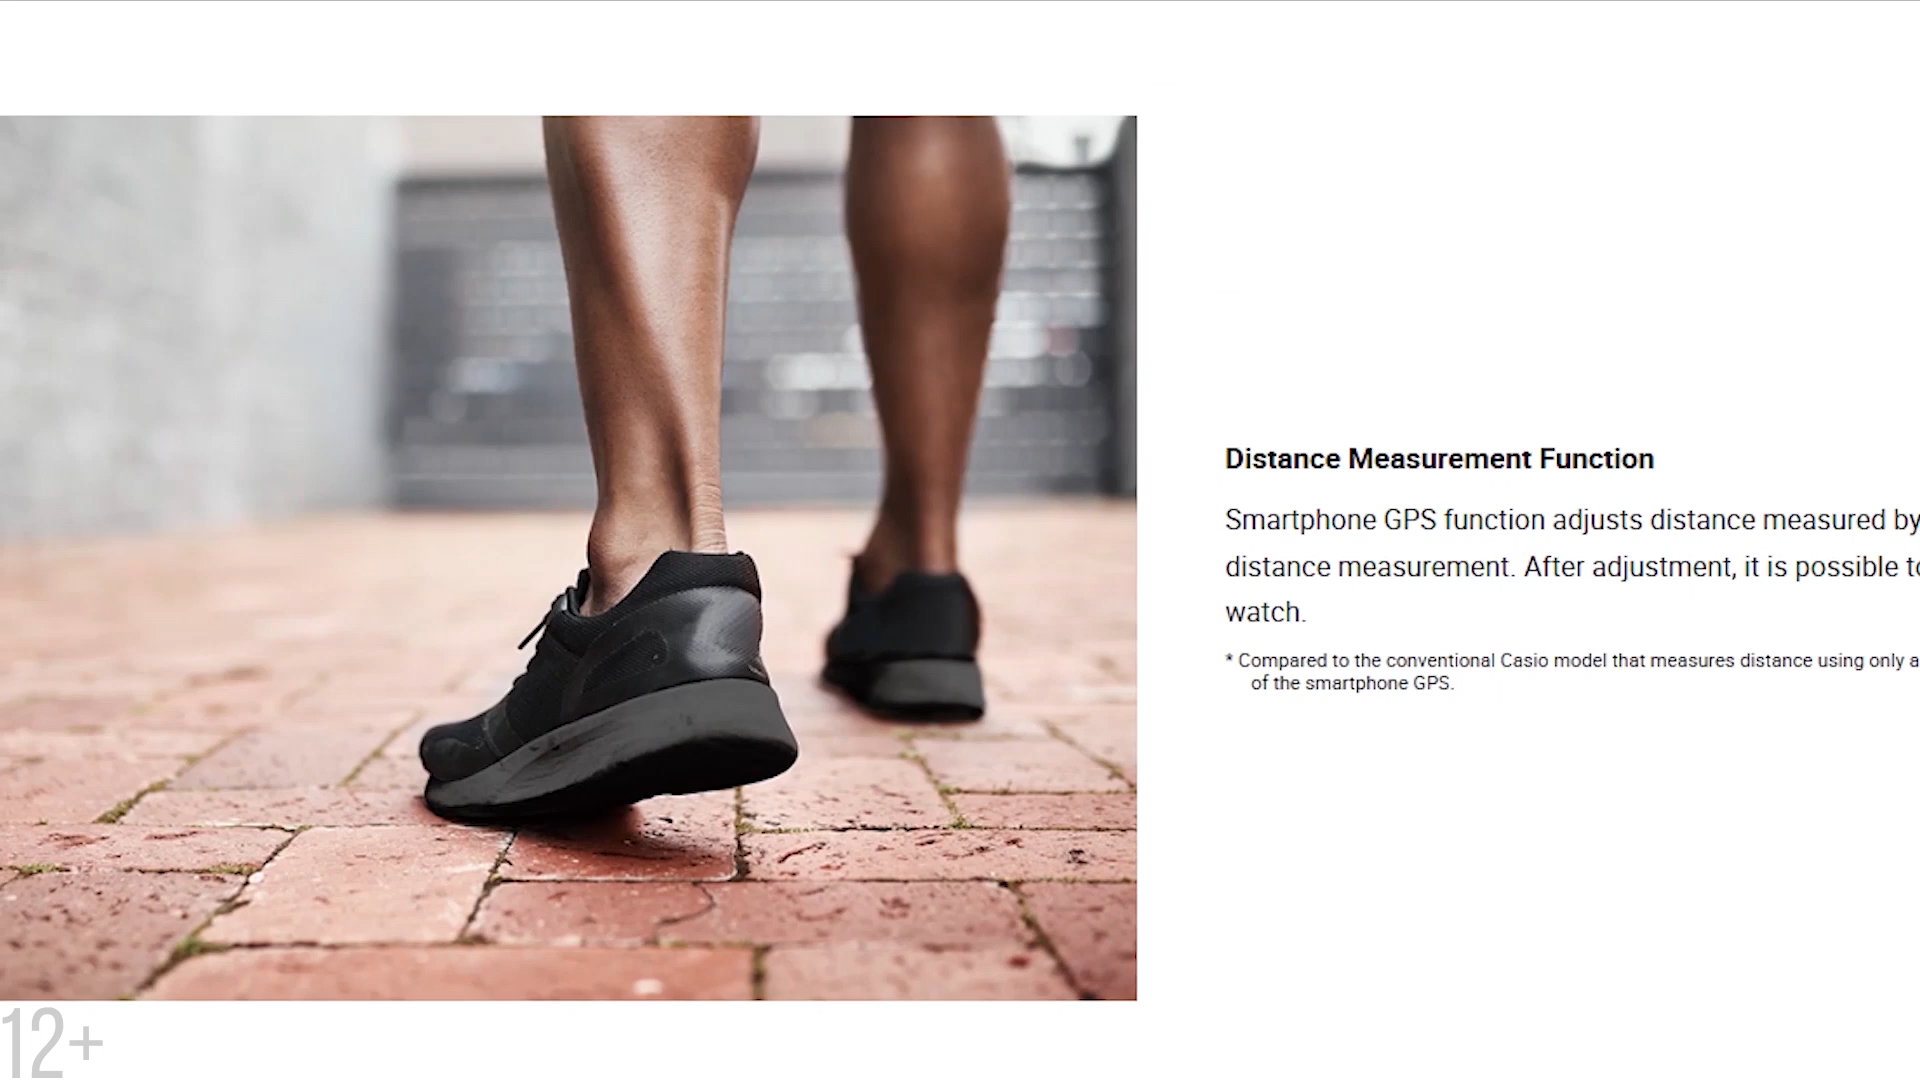 Distance Measurement Function
Smartphone GPS function adjusts distance measured by
distance measurement. After adjustment, it is possible
watch.
* Compared to the conventional Casio model that measures distance using only
of the smartphone GPS.
12+